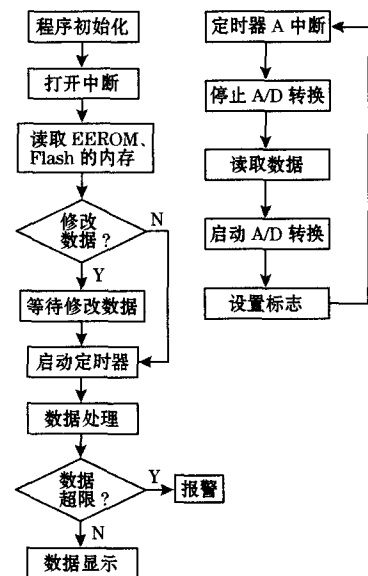 程序初始化
打开中断
读取 EEROM、
Flash 的内存
修改
数据?
N
Y
等待修改数据
启动定时器
数据处理
数据
超限?
Y
报警
N
数据显示
定时器 A 中断
停止 A/D 转换
读取数据
启动 A/D 转换
设置标志